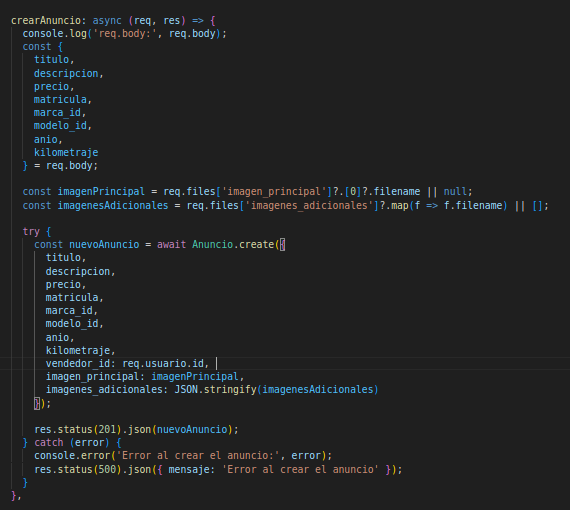 crearAnuncio: async (req, res) => {
console.log('req.body:', req.body);
const {
titulo,
descripcion,
precio,
matricula,
marca_id,
modelo_id,
anio,
kilometraje
} = req.body;
const imagenPrincipal = req.files['imagen_principal']?.[0]?.filename || null;
const imagenesAdicionales = req.files['imagenes_adicionales']?.map(f => f.filename) || [];
try {
const nuevoAnuncio = await Anuncio.create({
titulo,
descripcion,
precio,
matricula,
marca_id,
modelo_id,
anio,
kilometraje,
vendedor_id: req.usuario.id,
imagen_principal: imagenPrincipal,
imagenes_adicionales: JSON.stringify(imagenesAdicionales)
});
res.status(201).json(nuevoAnuncio);
} catch (error) {
console.error('Error al crear el anuncio:', error);
res.status(500).json({ mensaje: 'Error al crear el anuncio' });
}
},